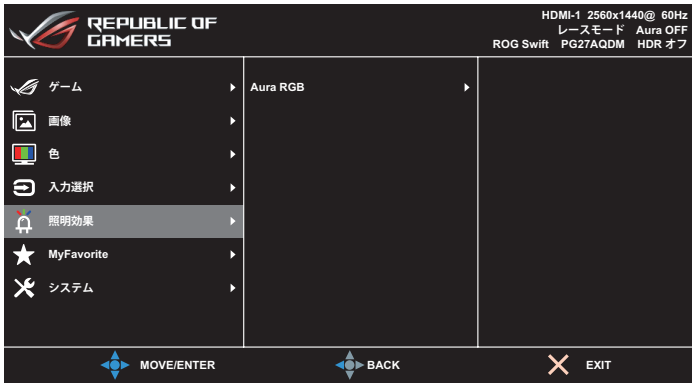 REPUBLIC OF
GAMERS
HDMI-1 2560x1440@ 60Hz
レースモード Aura OFF
ROG Swift PG27AQDM HDR オフ
ゲーム
Aura RGB
画像
色
入力選択
照明効果
MyFavorite
システム
MOVE/ENTER
BACK
EXIT